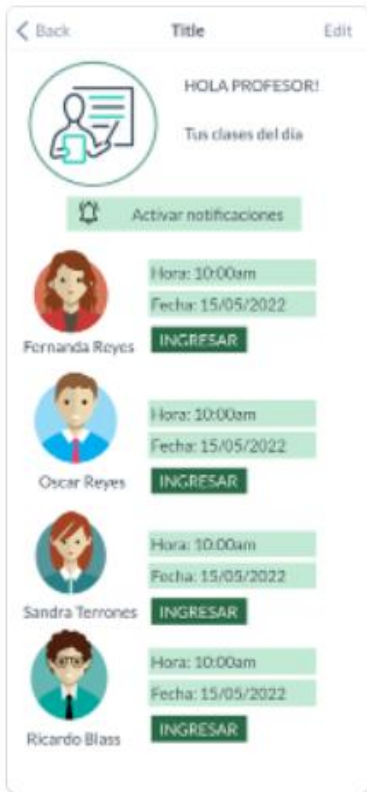 Back Title Edit
HOLA PROFESOR!
Tus clases del día
Activar notificaciones
Hora: 10:00am
Fecha: 15/05/2022
INGRESAR
Fernanda Reyes
Hora: 10:00am
Fecha: 15/05/2022
INGRESAR
Oscar Reyes
Hora: 10:00am
Fecha: 15/05/2022
INGRESAR
Sandra Terrones
Hora: 10:00am
Fecha: 15/05/2022
INGRESAR
Ricardo Blass